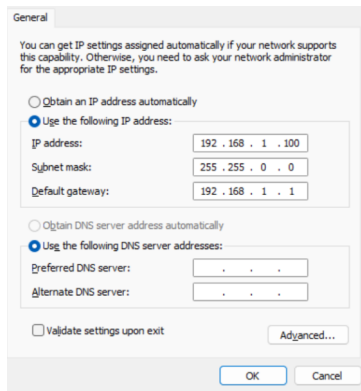 General
You can get IP settings assigned automatically if your network supports
this capability. Otherwise, you need to ask your network administrator
for the appropriate IP settings.
Obtain an IP address automatically
Use the following IP address:
IP address: 192 . 168 . 1 . 100
Subnet mask: 255 . 255 . 0 . 0
Default gateway: 192 . 168 . 1 . 1
Obtain DNS server address automatically
Use the following DNS server addresses:
Preferred DNS server: . . .
Alternate DNS server: . . .
Validate settings upon exit
Advanced...
OK Cancel